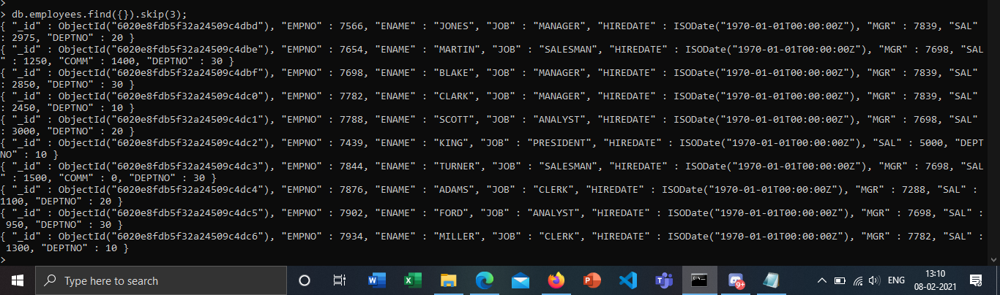 >
> db.employees.find({}).skip(3);
{ "_id" : ObjectId("6020e8fdb5f32a24509c4dbd"), "EMPNO" : 7566, "ENAME" : "JONES", "JOB" : "MANAGER", "HIREDATE" : ISODate("1970-01-01T00:00:00Z"), "MGR" : 7839, "SAL"
: 2975, "DEPTNO" : 20 }
{ "_id" : ObjectId("6020e8fdb5f32a24509c4dbe"), "EMPNO" : 7654, "ENAME" : "MARTIN", "JOB" : "SALESMAN", "HIREDATE" : ISODate("1970-01-01T00:00:00Z"), "MGR" : 7698, "SAL
" : 1250, "COMM" : 1400, "DEPTNO" : 30 }
{ "_id" : ObjectId("6020e8fdb5f32a24509c4dbf"), "EMPNO" : 7698, "ENAME" : "BLAKE", "JOB" : "MANAGER", "HIREDATE" : ISODate("1970-01-01T00:00:00Z"), "MGR" : 7839, "SAL"
: 2850, "DEPTNO" : 30 }
{ "_id" : ObjectId("6020e8fdb5f32a24509c4dc0"), "EMPNO" : 7782, "ENAME" : "CLARK", "JOB" : "MANAGER", "HIREDATE" : ISODate("1970-01-01T00:00:00Z"), "MGR" : 7839, "SAL"
: 2450, "DEPTNO" : 10 }
{ "_id" : ObjectId("6020e8fdb5f32a24509c4dc1"), "EMPNO" : 7788, "ENAME" : "SCOTT", "JOB" : "ANALYST", "HIREDATE" : ISODate("1970-01-01T00:00:00Z"), "MGR" : 7698, "SAL"
: 3000, "DEPTNO" : 20 }
{ "_id" : ObjectId("6020e8fdb5f32a24509c4dc2"), "EMPNO" : 7439, "ENAME" : "KING", "JOB" : "PRESIDENT", "HIREDATE" : ISODate("1970-01-01T00:00:00Z"), "SAL" : 5000, "DEPT
NO" : 10 }
{ "_id" : ObjectId("6020e8fdb5f32a24509c4dc3"), "EMPNO" : 7844, "ENAME" : "TURNER", "JOB" : "SALESMAN", "HIREDATE" : ISODate("1970-01-01T00:00:00Z"), "MGR" : 7698, "SAL
" : 1500, "COMM" : 0, "DEPTNO" : 30 }
{ "_id" : ObjectId("6020e8fdb5f32a24509c4dc4"), "EMPNO" : 7876, "ENAME" : "ADAMS", "JOB" : "CLERK", "HIREDATE" : ISODate("1970-01-01T00:00:00Z"), "MGR" : 7288, "SAL" :
1100, "DEPTNO" : 20 }
{ "_id" : ObjectId("6020e8fdb5f32a24509c4dc5"), "EMPNO" : 7902, "ENAME" : "FORD", "JOB" : "ANALYST", "HIREDATE" : ISODate("1970-01-01T00:00:00Z"), "MGR" : 7698, "SAL" :
950, "DEPTNO" : 30 }
{ "_id" : ObjectId("6020e8fdb5f32a24509c4dc6"), "EMPNO" : 7934, "ENAME" : "MILLER", "JOB" : "CLERK", "HIREDATE" : ISODate("1970-01-01T00:00:00Z"), "MGR" : 7782, "SAL" :
1300, "DEPTNO" : 10 }
>
Type here to search
W
X
P
C:\.
9+
ENG
13:10
08-02-2021